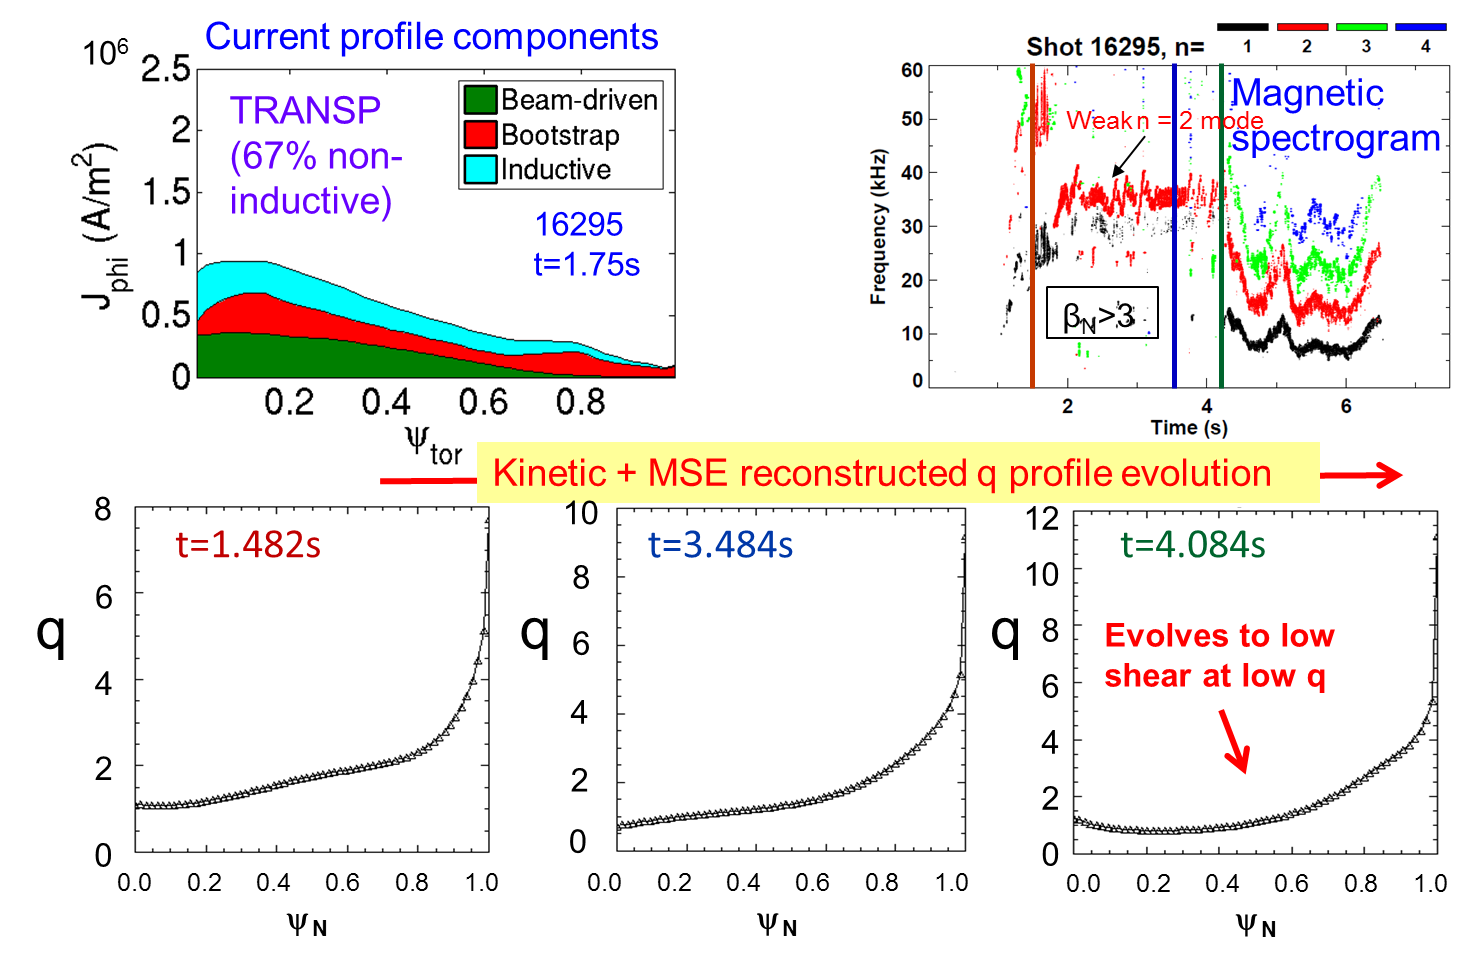 Current profile components
10⁶
2.5
2
1.5
1
0.5
0
J_phi (A/m²)
TRANSP
(67% non-
inductive)
Beam-driven
Bootstrap
Inductive
16295
t=1.75s
0.2 0.4 0.6 0.8
ψ_tor
1 2 3 4
Shot 16295, n=
60
50
40
30
20
10
0
Frequency (kHz)
Magnetic
spectrogram
Weak n = 2 mode
β_N>3
2 4 6
Time (s)
Kinetic + MSE reconstructed q profile evolution
8
6
4
2
0
q
t=1.482s
0.0 0.2 0.4 0.6 0.8 1.0
ψ_N
10
8
6
4
2
0
q
t=3.484s
0.0 0.2 0.4 0.6 0.8 1.0
ψ_N
12
10
8
6
4
2
0
q
t=4.084s
Evolves to low
shear at low q
0.0 0.2 0.4 0.6 0.8 1.0
ψ_N